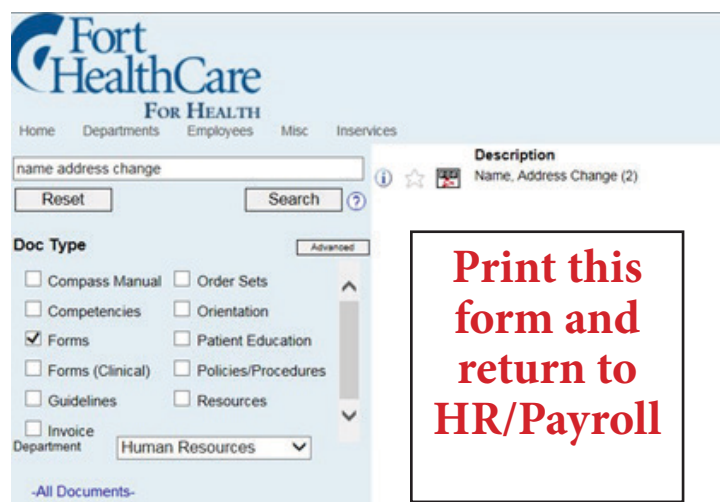 Fort
HealthCare
FOR HEALTH
Home Departments Employees Misc Inservices
name address change
Reset Search ?
Doc Type Advanced
Compass Manual Order Sets
Competencies Orientation
Forms Patient Education
Forms (Clinical) Policies/Procedures
Guidelines Resources
Invoice
Department Human Resources
-All Documents-
Description
i Name, Address Change (2)
Print this
form and
return to
HR/Payroll